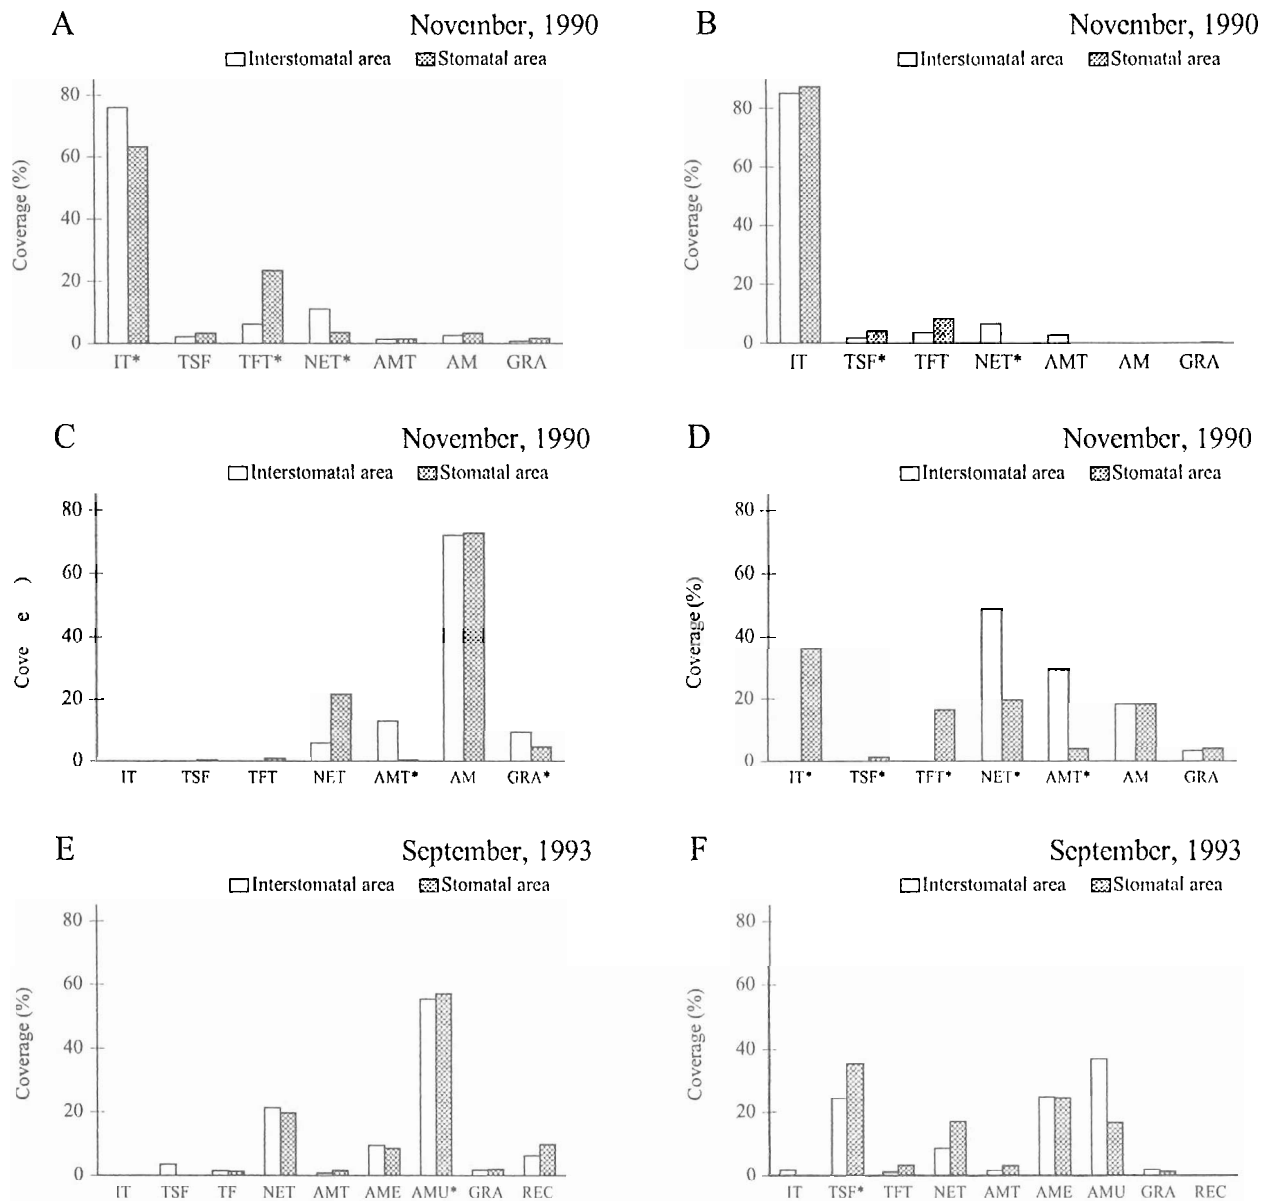 A November, 1990
Interstomatal area Stomatal area
80
60
40
20
0
Coverage (%)
IT* TSF TFT* NET* AMT AM GRA
B November, 1990
Interstomatal area Stomatal area
80
60
40
20
0
Coverage (%)
IT TSF* TFT NET* AMT AM GRA
C November, 1990
Interstomatal area Stomatal area
80
60
40
20
0
Cove e )
IT TSF TFT NET AMT* AM GRA*
D November, 1990
Interstomatal area Stomatal area
80
60
40
20
0
Coverage (%)
IT* TSF* TFT* NET* AMT* AM GRA
E September, 1993
Interstomatal area Stomatal area
80
60
40
20
0
Coverage (%)
IT TSF TF NET AMT AME AMU* GRA REC
F September, 1993
Interstomatal area Stomatal area
80
60
40
20
0
Coverage (%)
IT TSF* TFT NET AMT AME AMU GRA REC